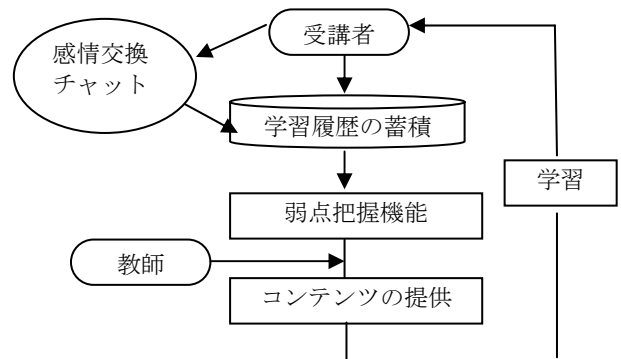 受講者
感情交換
チャット
学習履歴の蓄積
学習
弱点把握機能
教師
コンテンツの提供